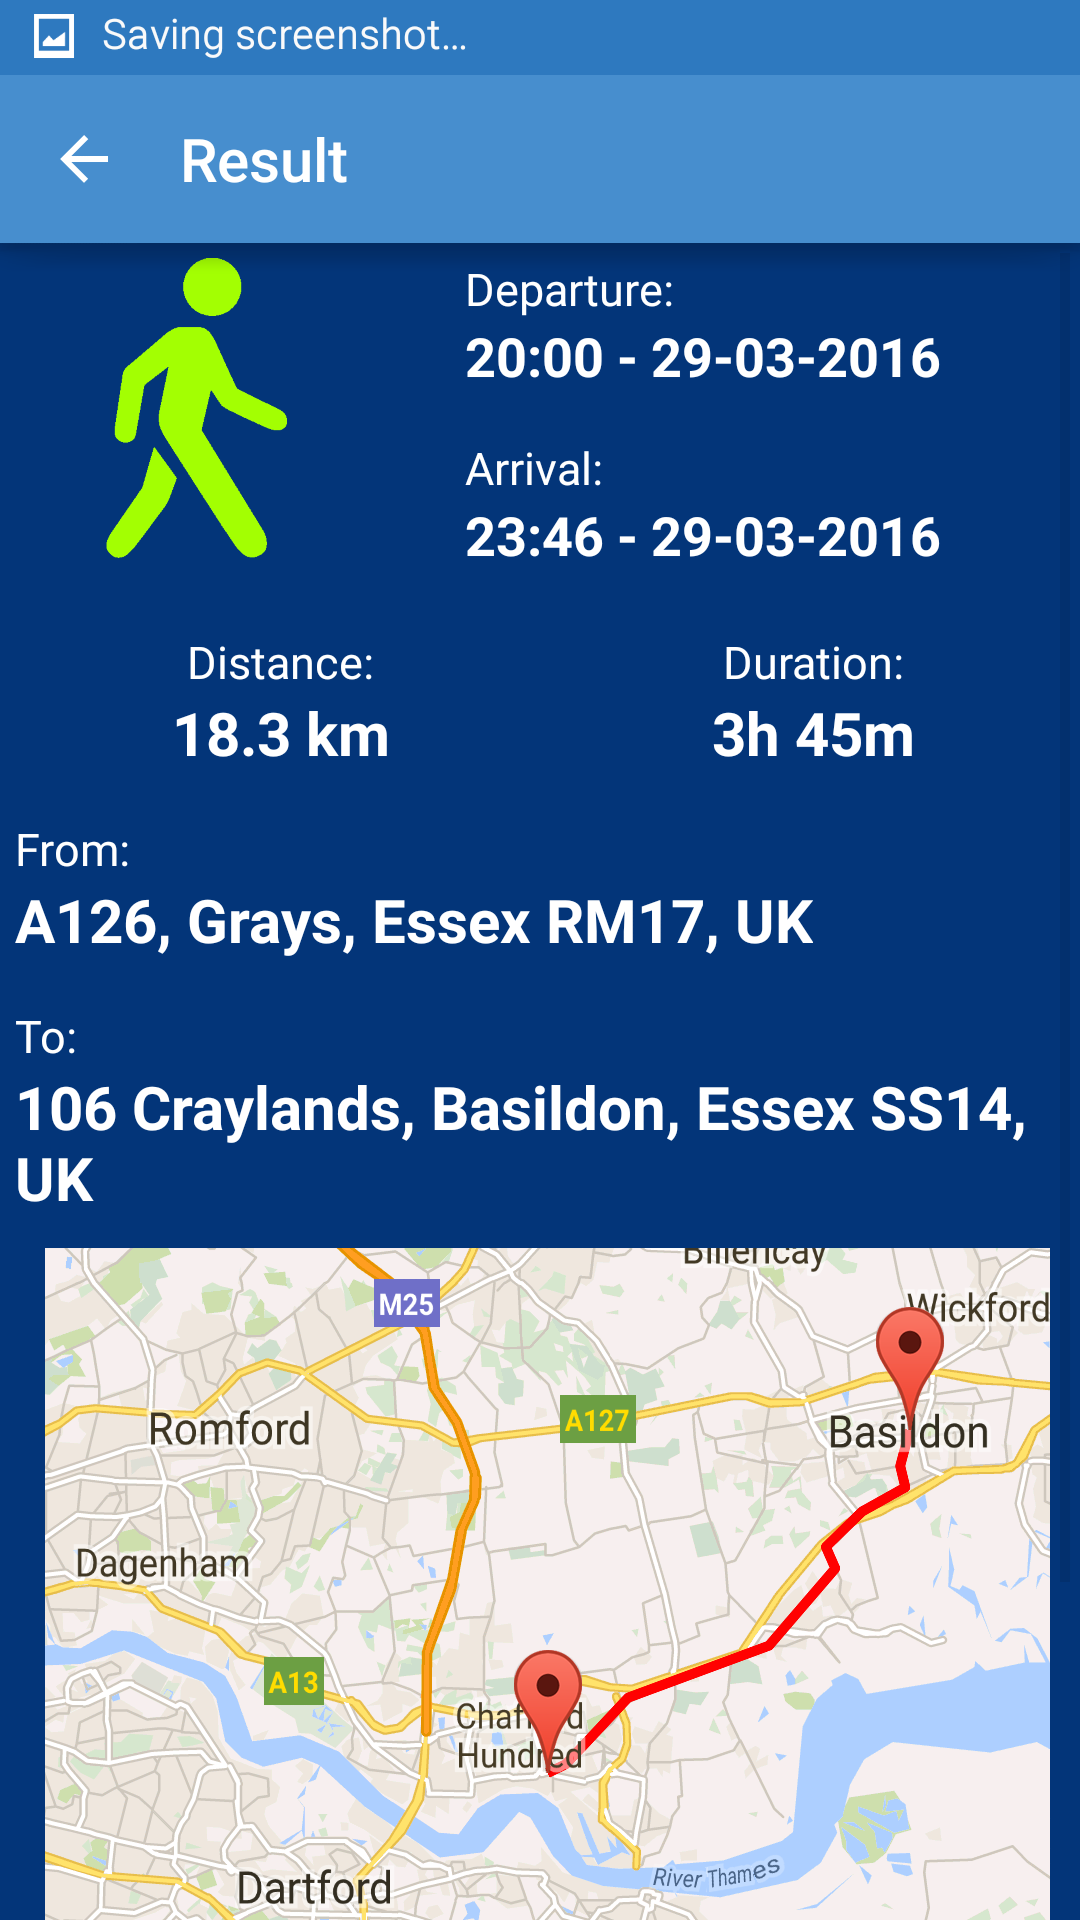 Saving screenshot...
Result
Departure:
20:00 - 29-03-2016
Arrival:
23:46 - 29-03-2016
Distance:
18.3 km
Duration:
3h 45m
From:
A126, Grays, Essex RM17, UK
To:
106 Craylands, Basildon, Essex SS14,
UK
Billericay
M25
Wickford
A127
Romford
Basildon
Dagenham
A13
Chafford
Hundred
River Thames
Dartford